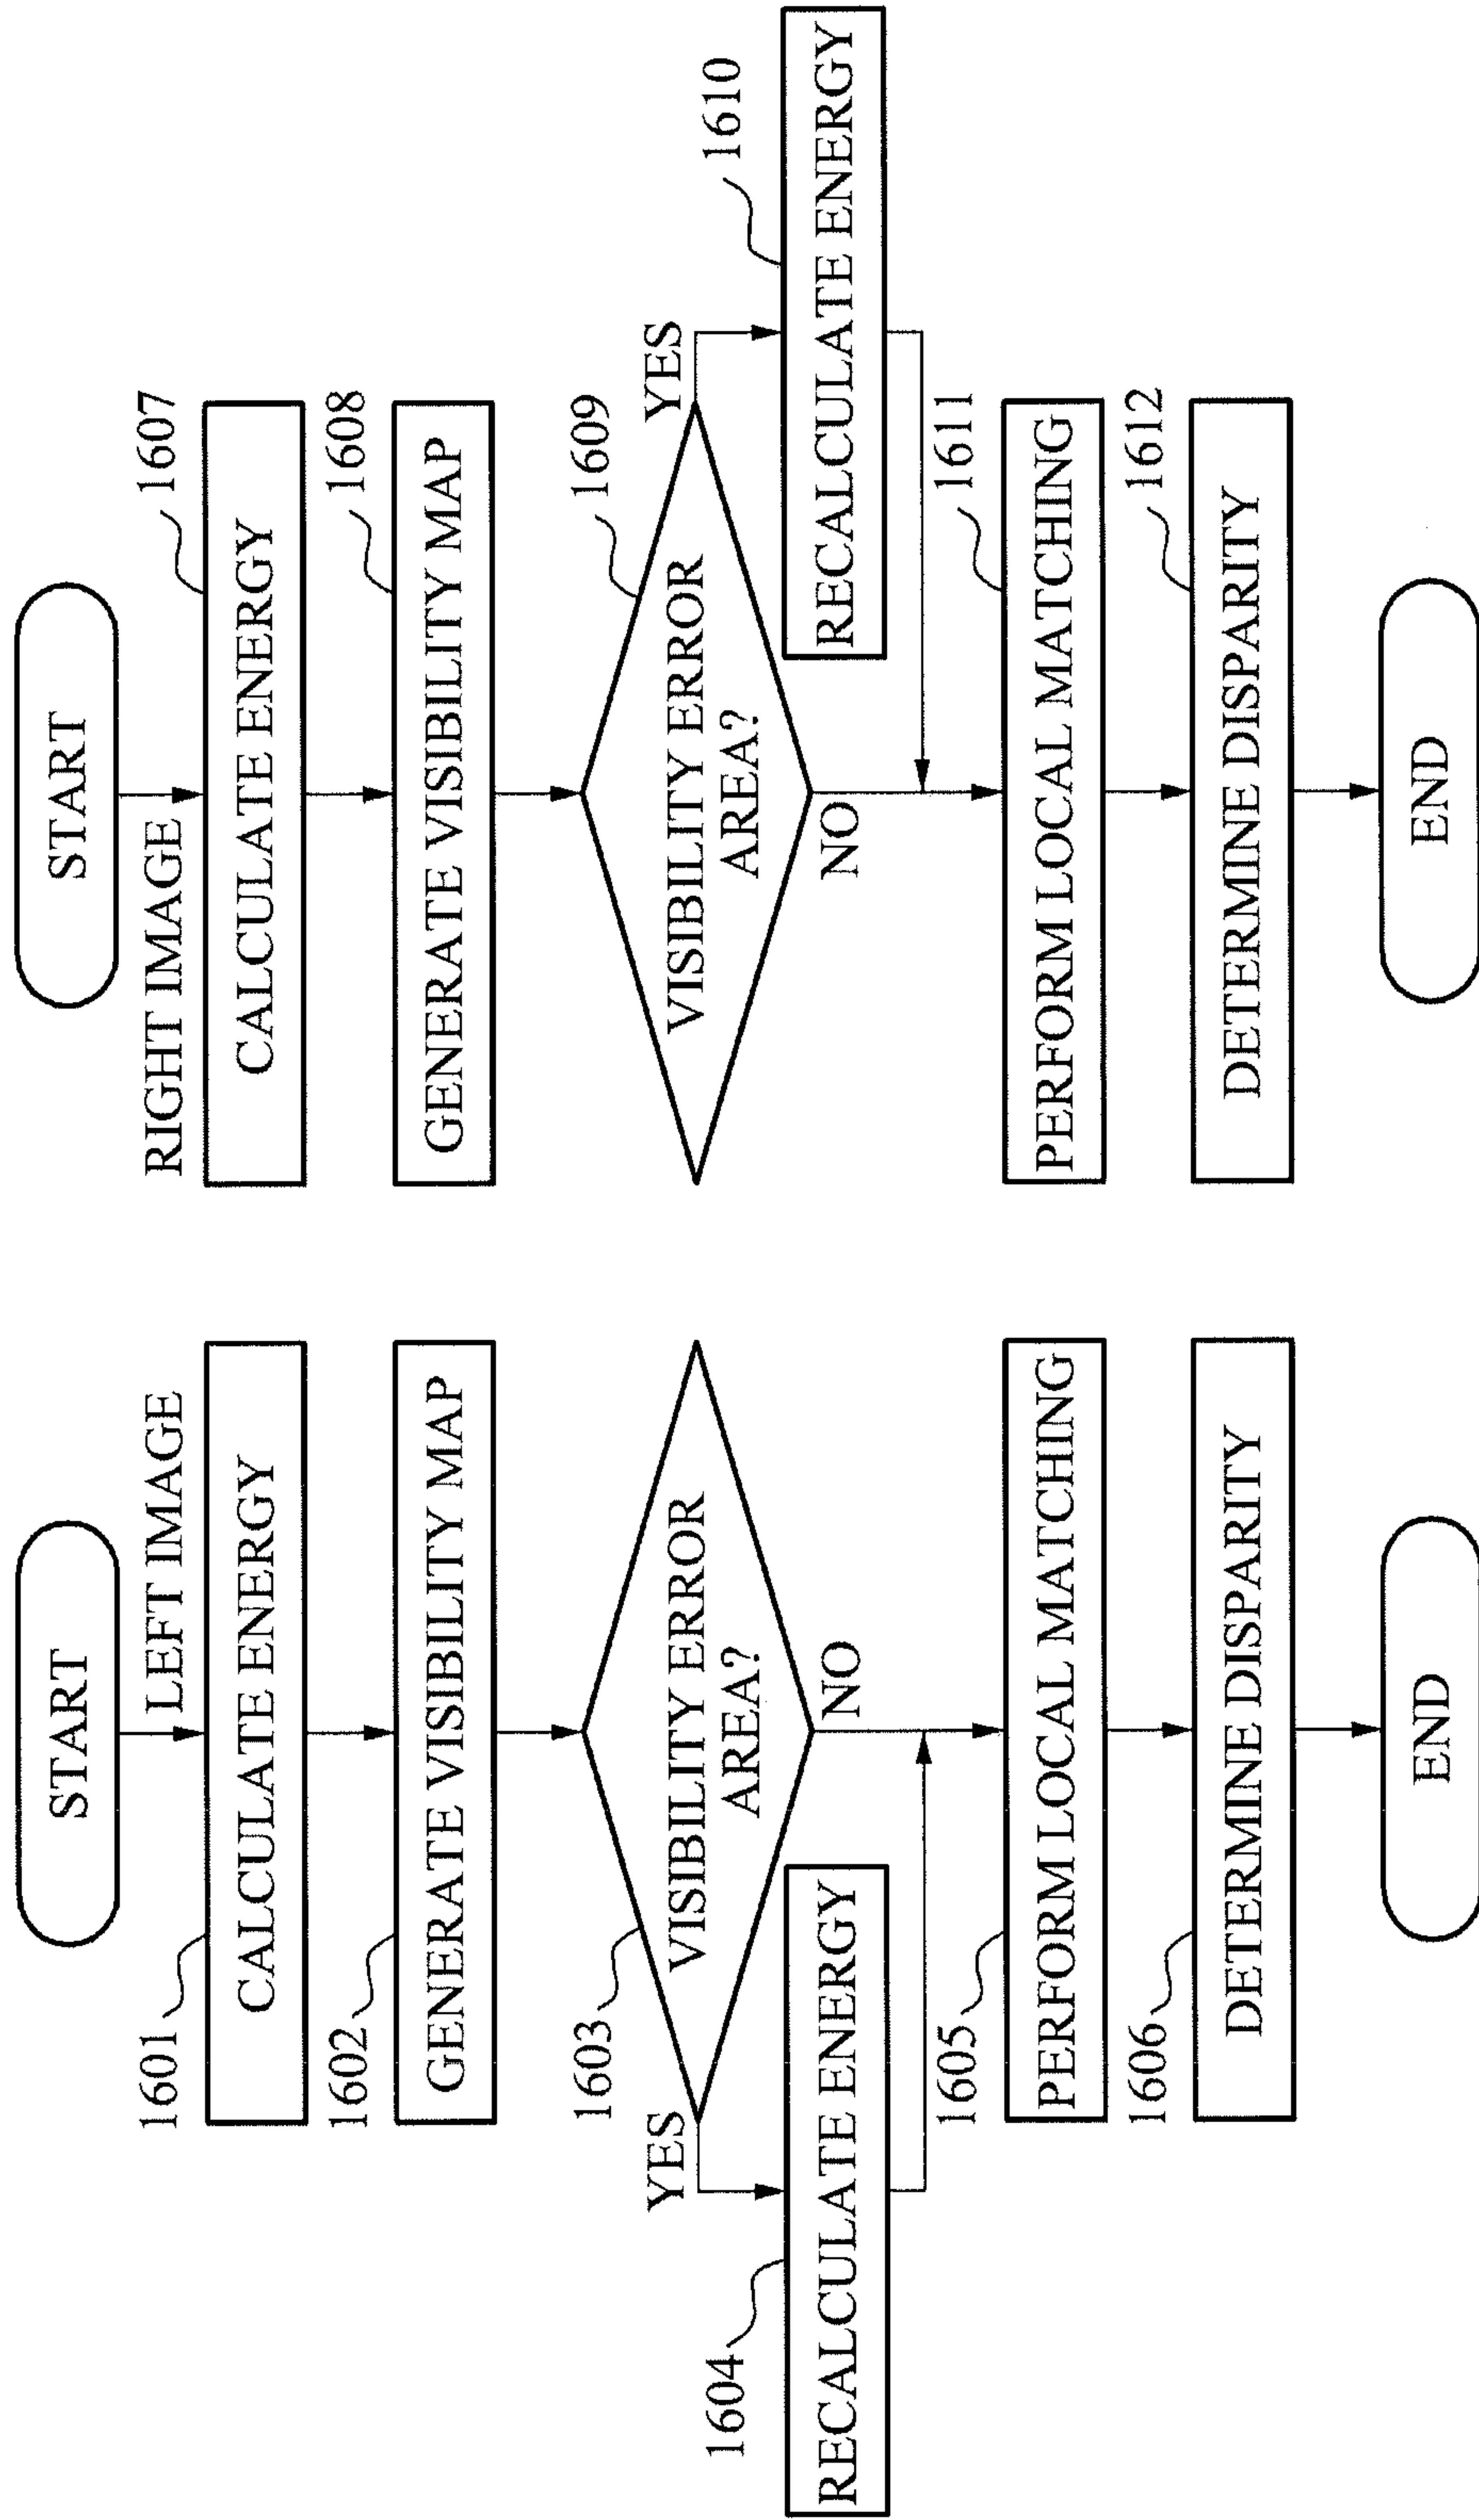 START
LEFT IMAGE
1601
CALCULATE ENERGY
1602
GENERATE VISIBILITY MAP
1603
VISIBILITY ERROR
AREA?
YES
NO
1604
RECALCULATE ENERGY
1605
PERFORM LOCAL MATCHING
1606
DETERMINE DISPARITY
END
START
RIGHT IMAGE
1607
CALCULATE ENERGY
1608
GENERATE VISIBILITY MAP
1609
VISIBILITY ERROR
AREA?
YES
NO
1610
RECALCULATE ENERGY
1611
PERFORM LOCAL MATCHING
1612
DETERMINE DISPARITY
END